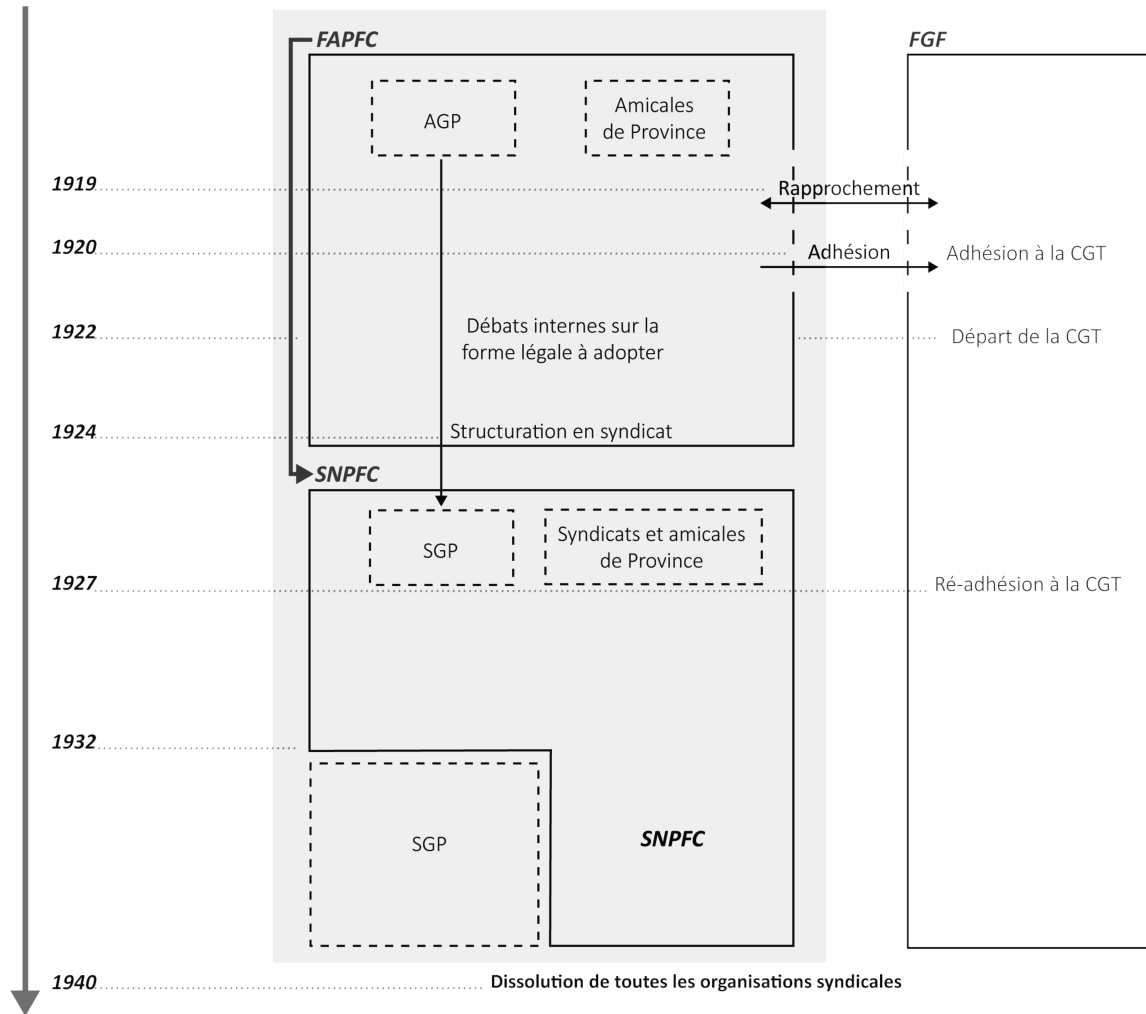 FAPFC
FGF
AGP
Amicales
de Province
1919
Rapprochement
1920
Adhésion
Adhésion à la CGT
1922
Débats internes sur la
forme légale à adopter
Départ de la CGT
1924
Structuration en syndicat
SNPFC
SGP
Syndicats et amicales
de Province
1927
Ré-adhésion à la CGT
1932
SGP
SNPFC
1940
Dissolution de toutes les organisations syndicales